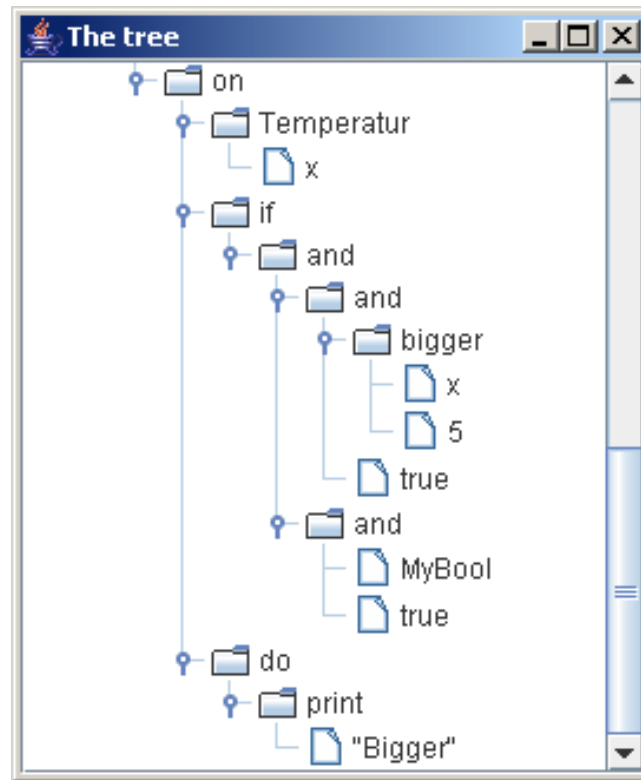 The tree
on
Temperatur
x
if
and
and
bigger
x
5
true
and
MyBool
true
do
print
"Bigger"